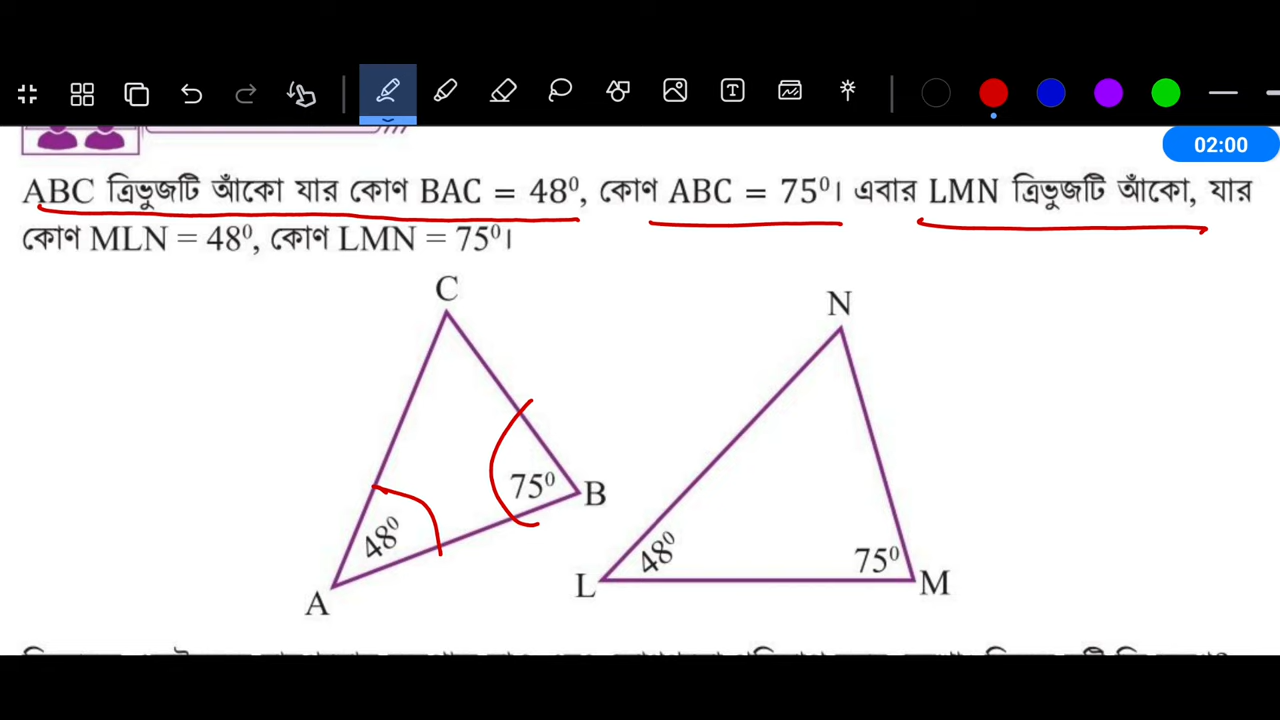 02:00
ABC ত্রিভুজটি আঁকো যার কোণ BAC = 48⁰, কোণ ABC = 75⁰। এবার LMN ত্রিভুজটি আঁকো, যার
কোণ MLN = 48⁰, কোণ LMN = 75⁰।
C
N
75⁰
B
48⁰
A
48⁰
75⁰
L
M